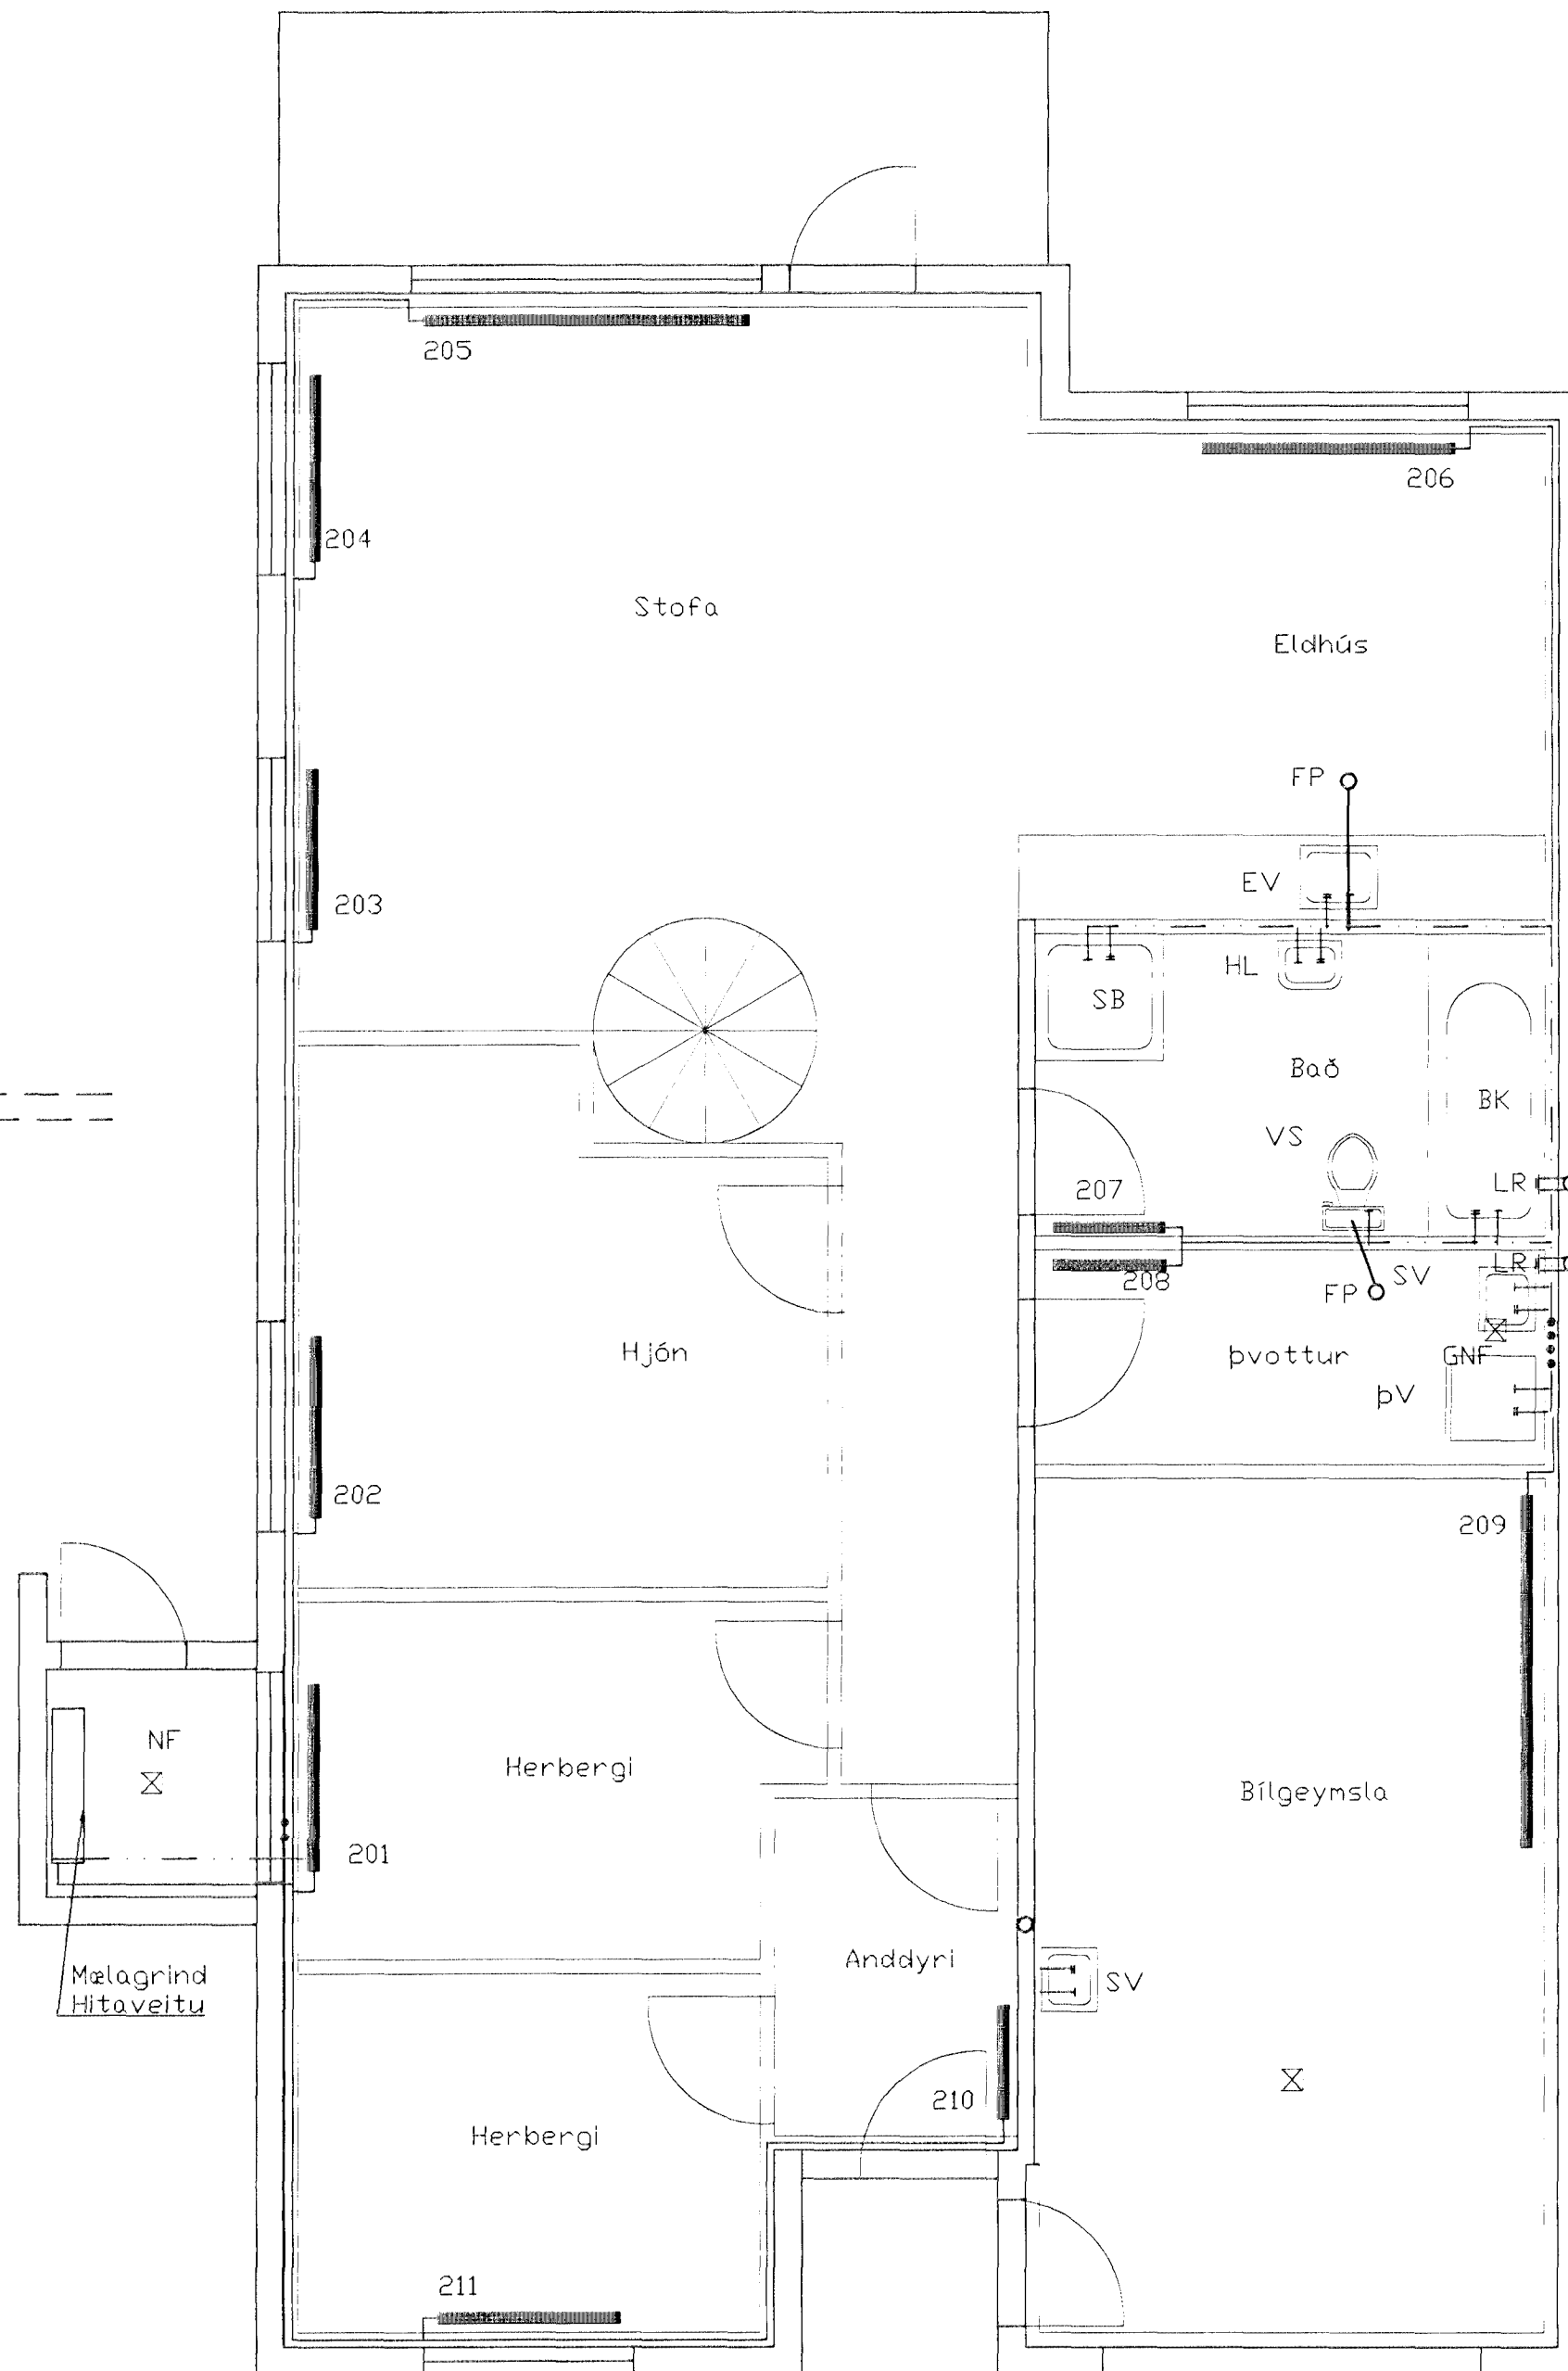 205
206
204
Stofa
Eldhús
FP
EV
203
HL
SB
Bað
BK
VS
LR
207
LR
208
SV
FP
Hjón
þvottur
GNF
þV
202
209
NF
Herbergi
Bílgeymsla
201
Anddyri
Mælagrind
Hitaveitu
SV
210
Herbergi
211